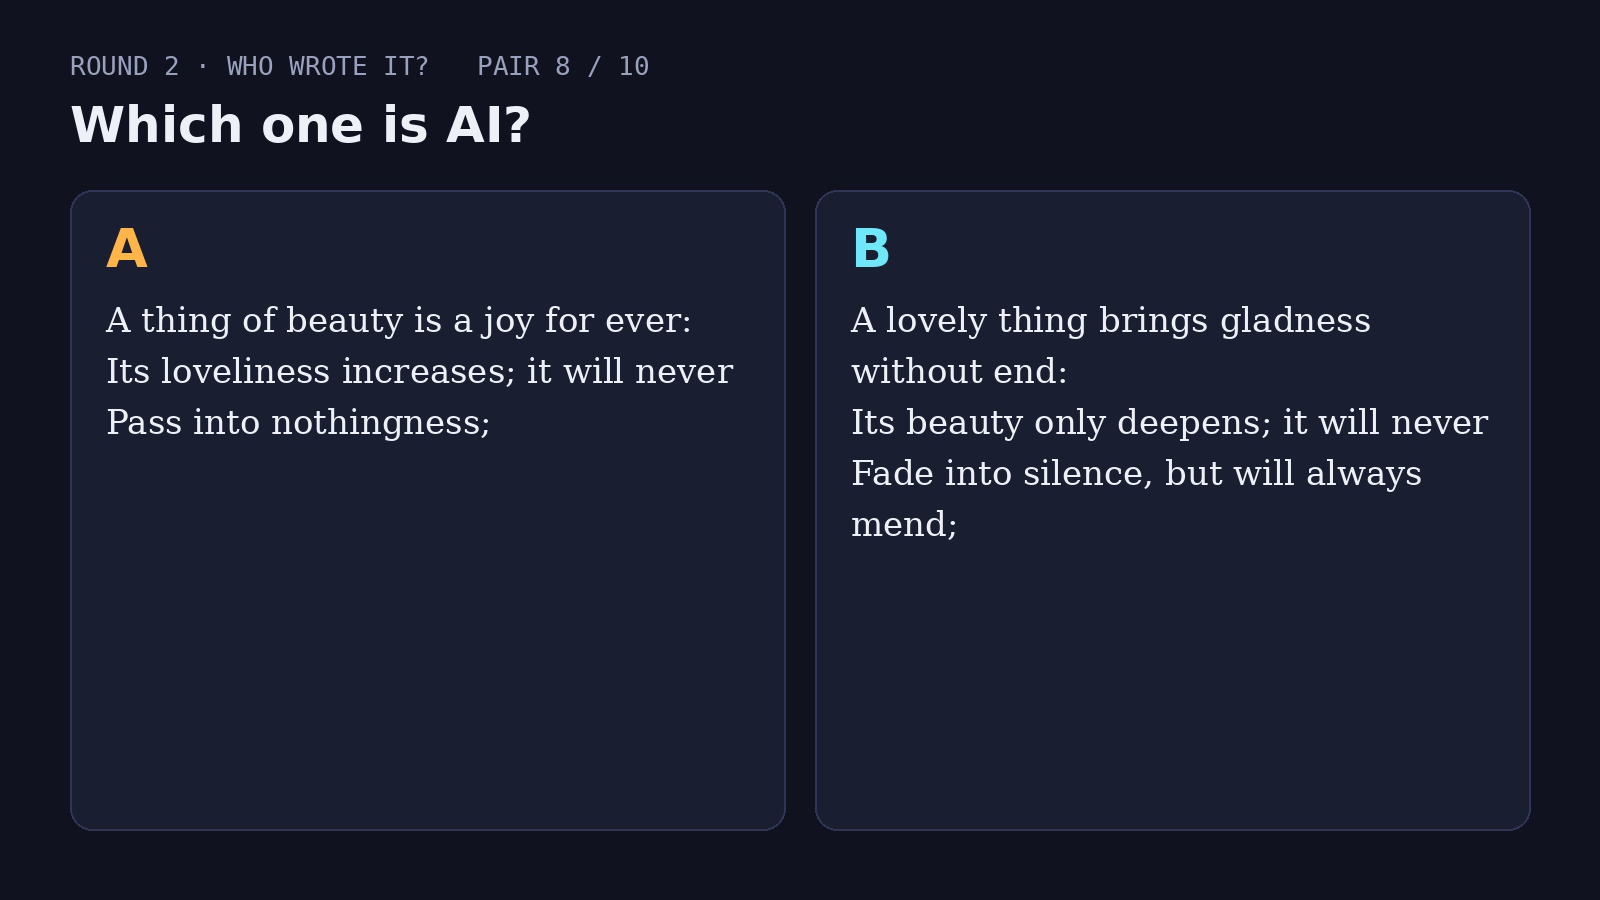 ROUND 2 · WHO WROTE IT?   PAIR 8 / 10
Which one is AI?
A
A thing of beauty is a joy for ever:
Its loveliness increases; it will never
Pass into nothingness;
B
A lovely thing brings gladness
without end:
Its beauty only deepens; it will never
Fade into silence, but will always
mend;